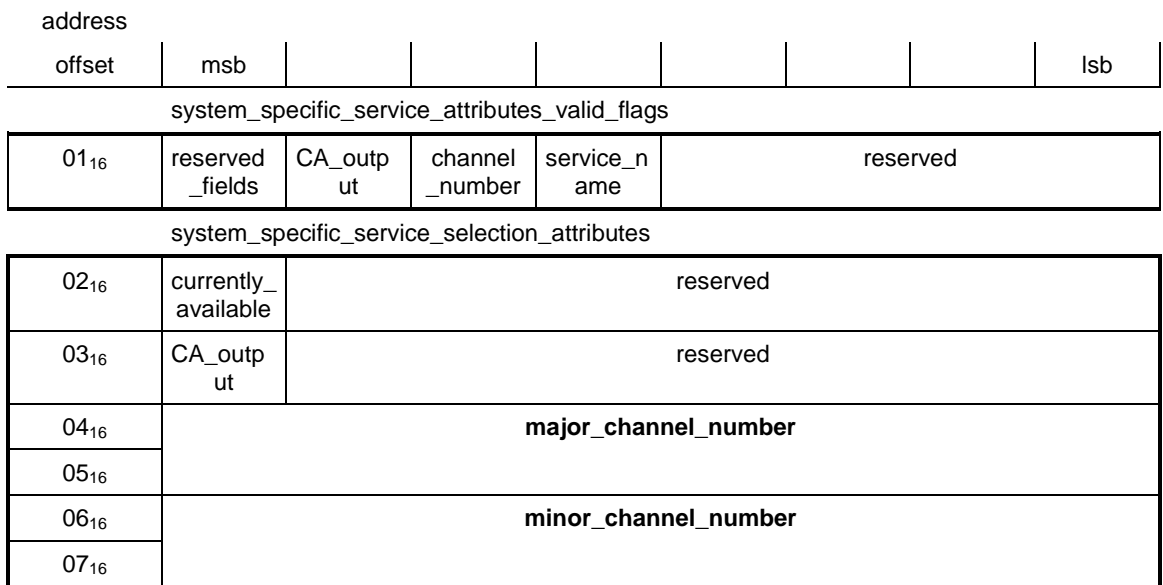 address
offset msb lsb
system_specific_service_attributes_valid_flags
01₁₆ reserved CA_outp channel service_n reserved
_fields ut _number ame
system_specific_service_selection_attributes
02₁₆ currently_ reserved
available
03₁₆ CA_outp reserved
ut
04₁₆ major_channel_number
05₁₆
06₁₆ minor_channel_number
07₁₆